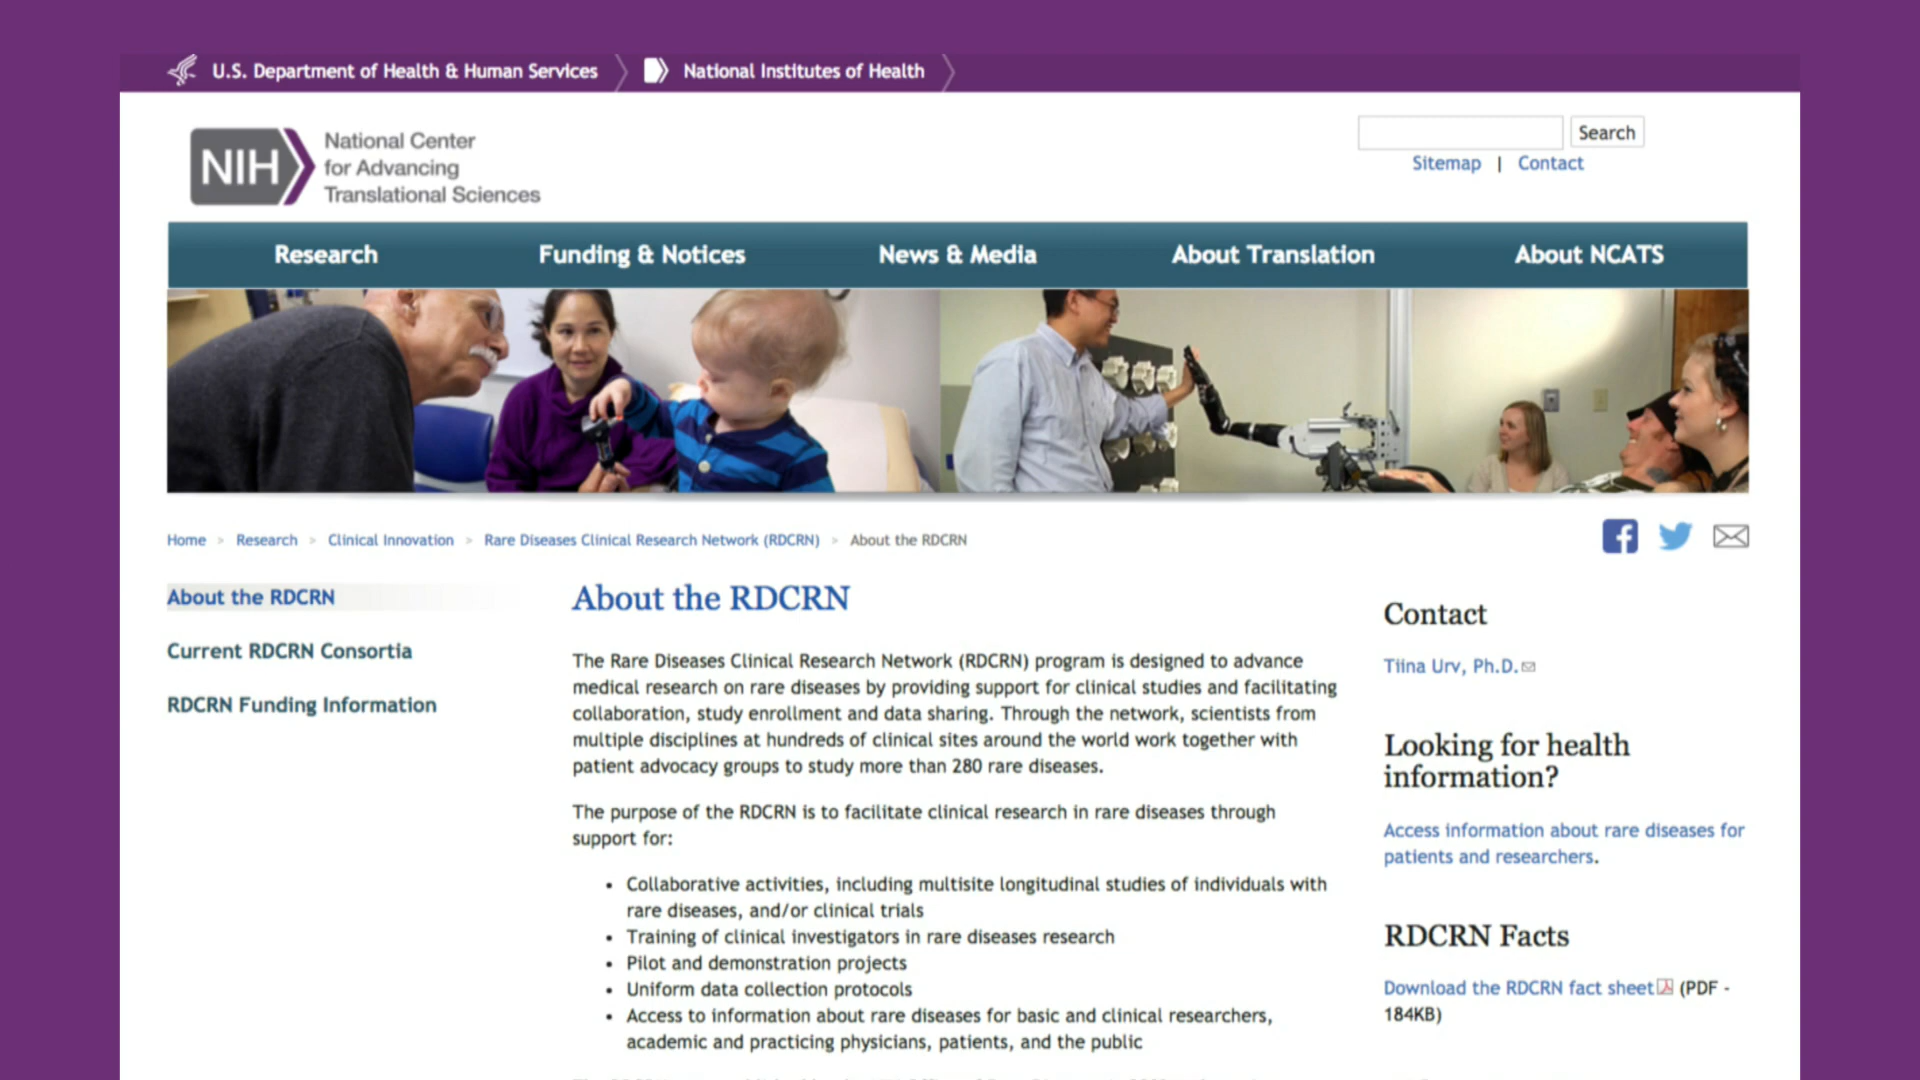 U.S. Department of Health & Human Services
National Institutes of Health
NIH
National Center
for Advancing
Translational Sciences
Search
Sitemap | Contact
Research
Funding & Notices
News & Media
About Translation
About NCATS
Home > Research > Clinical Innovation > Rare Diseases Clinical Research Network (RDCRN) > About the RDCRN
About the RDCRN
Current RDCRN Consortia
RDCRN Funding Information
About the RDCRN
The Rare Diseases Clinical Research Network (RDCRN) program is designed to advance
medical research on rare diseases by providing support for clinical studies and facilitating
collaboration, study enrollment and data sharing. Through the network, scientists from
multiple disciplines at hundreds of clinical sites around the world work together with
patient advocacy groups to study more than 280 rare diseases.
The purpose of the RDCRN is to facilitate clinical research in rare diseases through
support for:
• Collaborative activities, including multisite longitudinal studies of individuals with
rare diseases, and/or clinical trials
• Training of clinical investigators in rare diseases research
• Pilot and demonstration projects
• Uniform data collection protocols
• Access to information about rare diseases for basic and clinical researchers,
academic and practicing physicians, patients, and the public
Contact
Tiina Urv, Ph.D.
Looking for health
information?
Access information about rare diseases for
patients and researchers.
RDCRN Facts
Download the RDCRN fact sheet (PDF -
184KB)